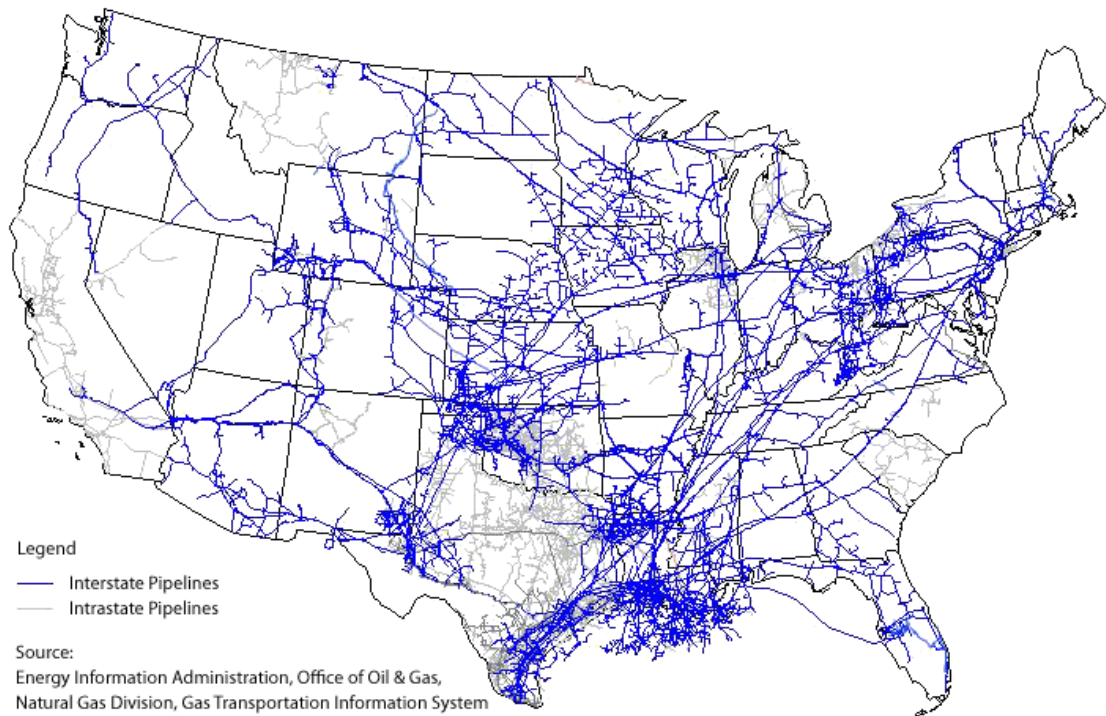 Legend
Interstate Pipelines
Intrastate Pipelines
Source:
Energy Information Administration, Office of Oil & Gas,
Natural Gas Division, Gas Transportation Information System